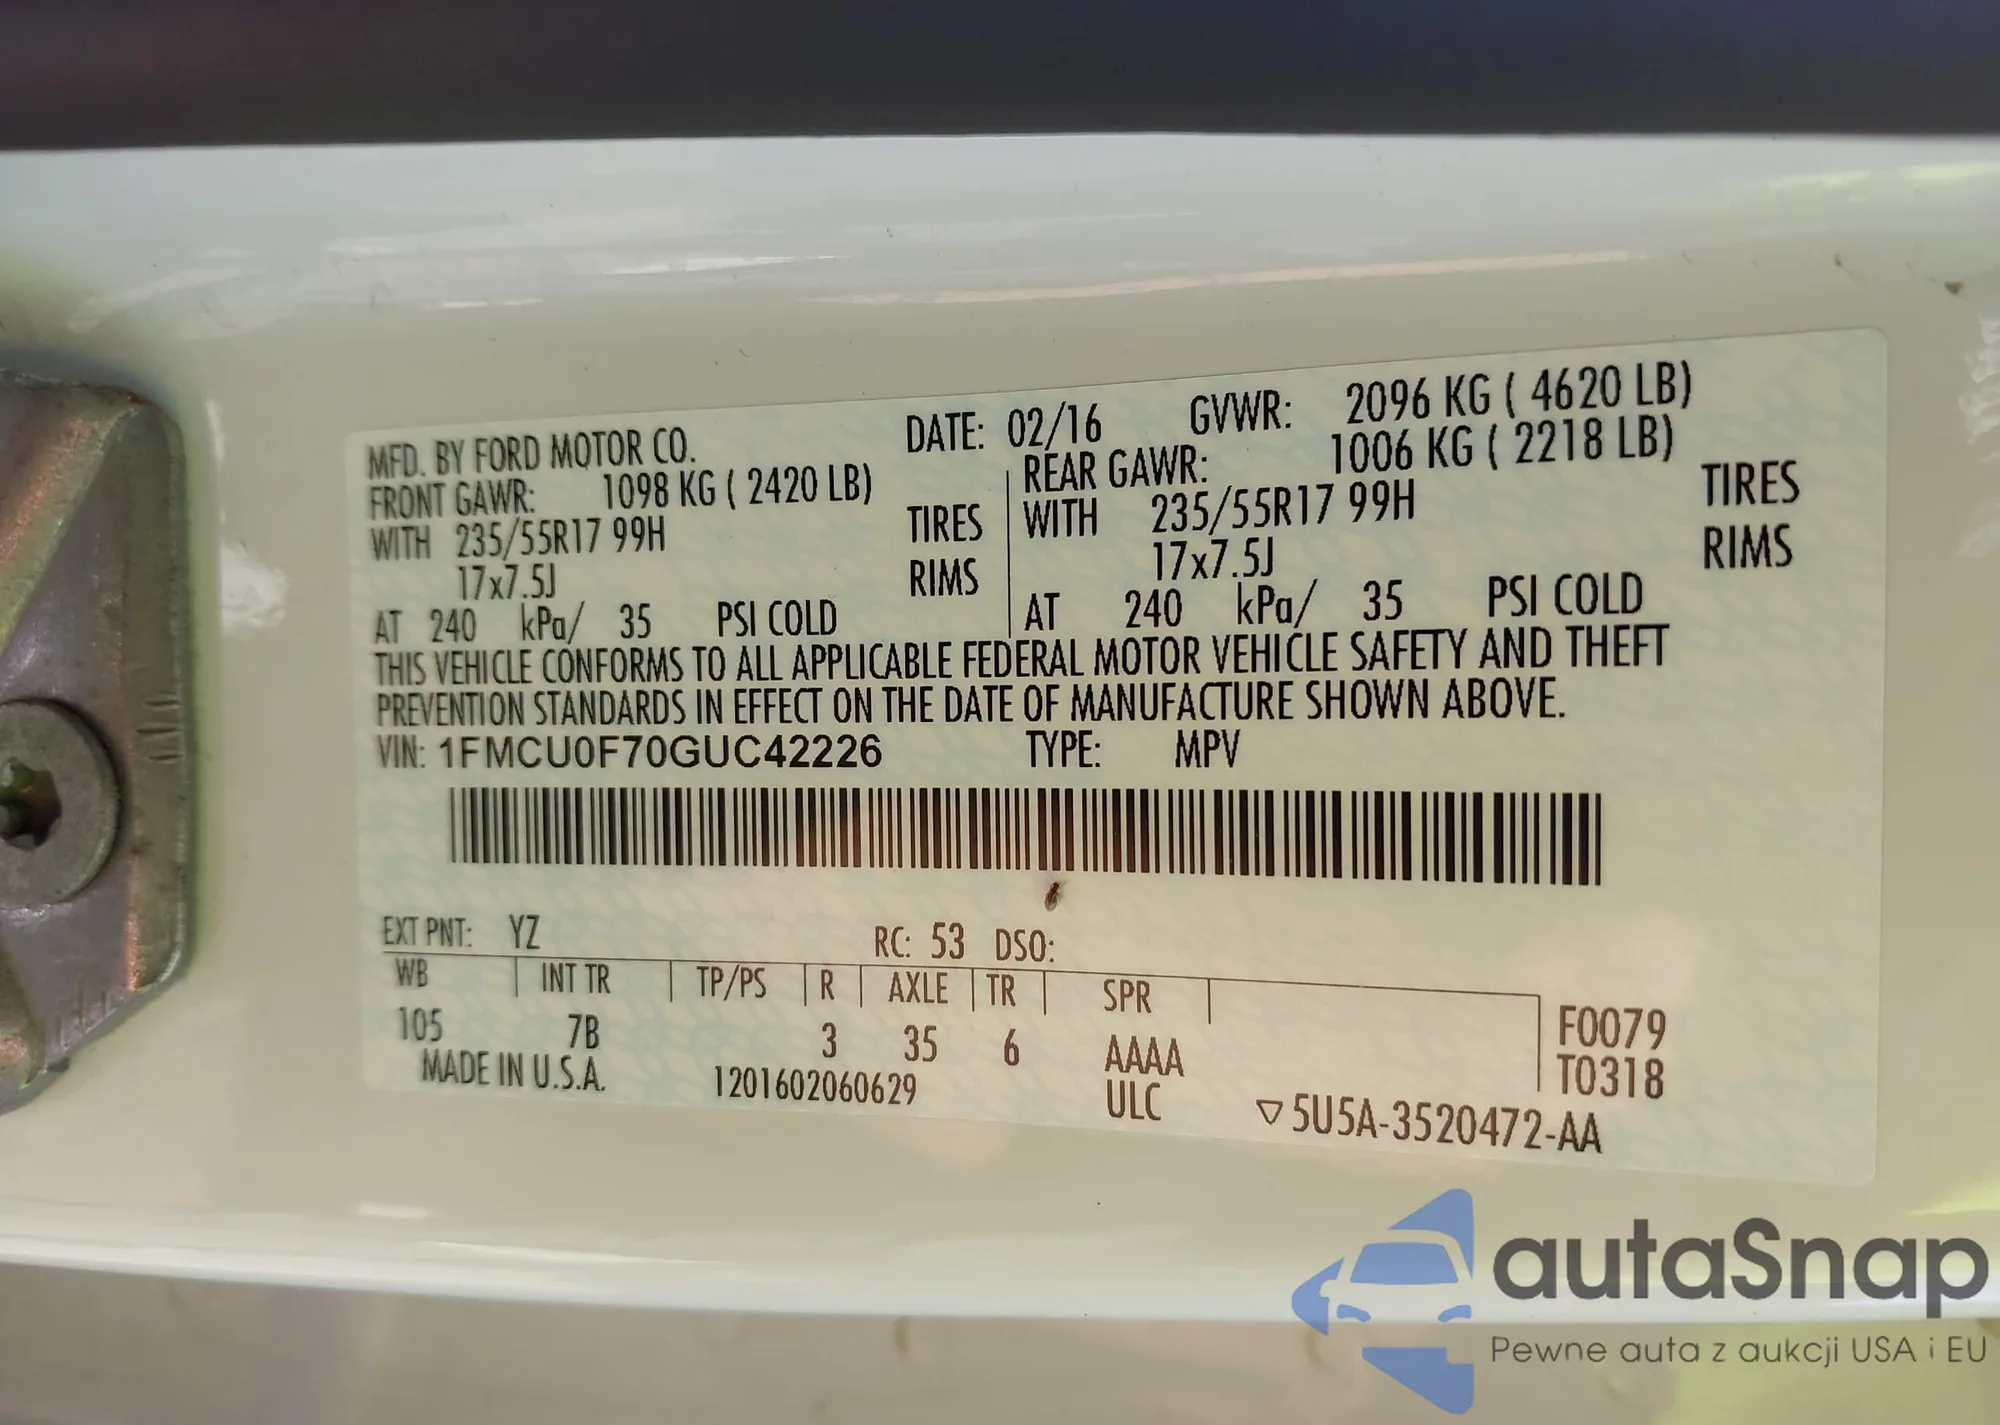 MFD. BY FORD MOTOR CO. DATE: 02/16 GVWR: 2096 KG ( 4620 LB)
FRONT GAWR: 1098 KG ( 2420 LB) REAR GAWR: 1006 KG ( 2218 LB)
WITH 235/55R17 99H TIRES WITH 235/55R17 99H TIRES
17x7.5J RIMS 17x7.5J RIMS
AT 240 kPa/ 35 PSI COLD AT 240 kPa/ 35 PSI COLD
THIS VEHICLE CONFORMS TO ALL APPLICABLE FEDERAL MOTOR VEHICLE SAFETY AND THEFT
PREVENTION STANDARDS IN EFFECT ON THE DATE OF MANUFACTURE SHOWN ABOVE.
VIN: 1FMCU0F70GUC42226 TYPE: MPV
EXT PNT: YZ RC: 53 DSO:
WB INT TR TP/PS R AXLE TR SPR
105 7B 3 35 6 AAAA F0079
MADE IN U.S.A. 1201602060629 ULC T0318
5U5A-3520472-AA
autaSnap
Pewne auta z aukcji USA i EU